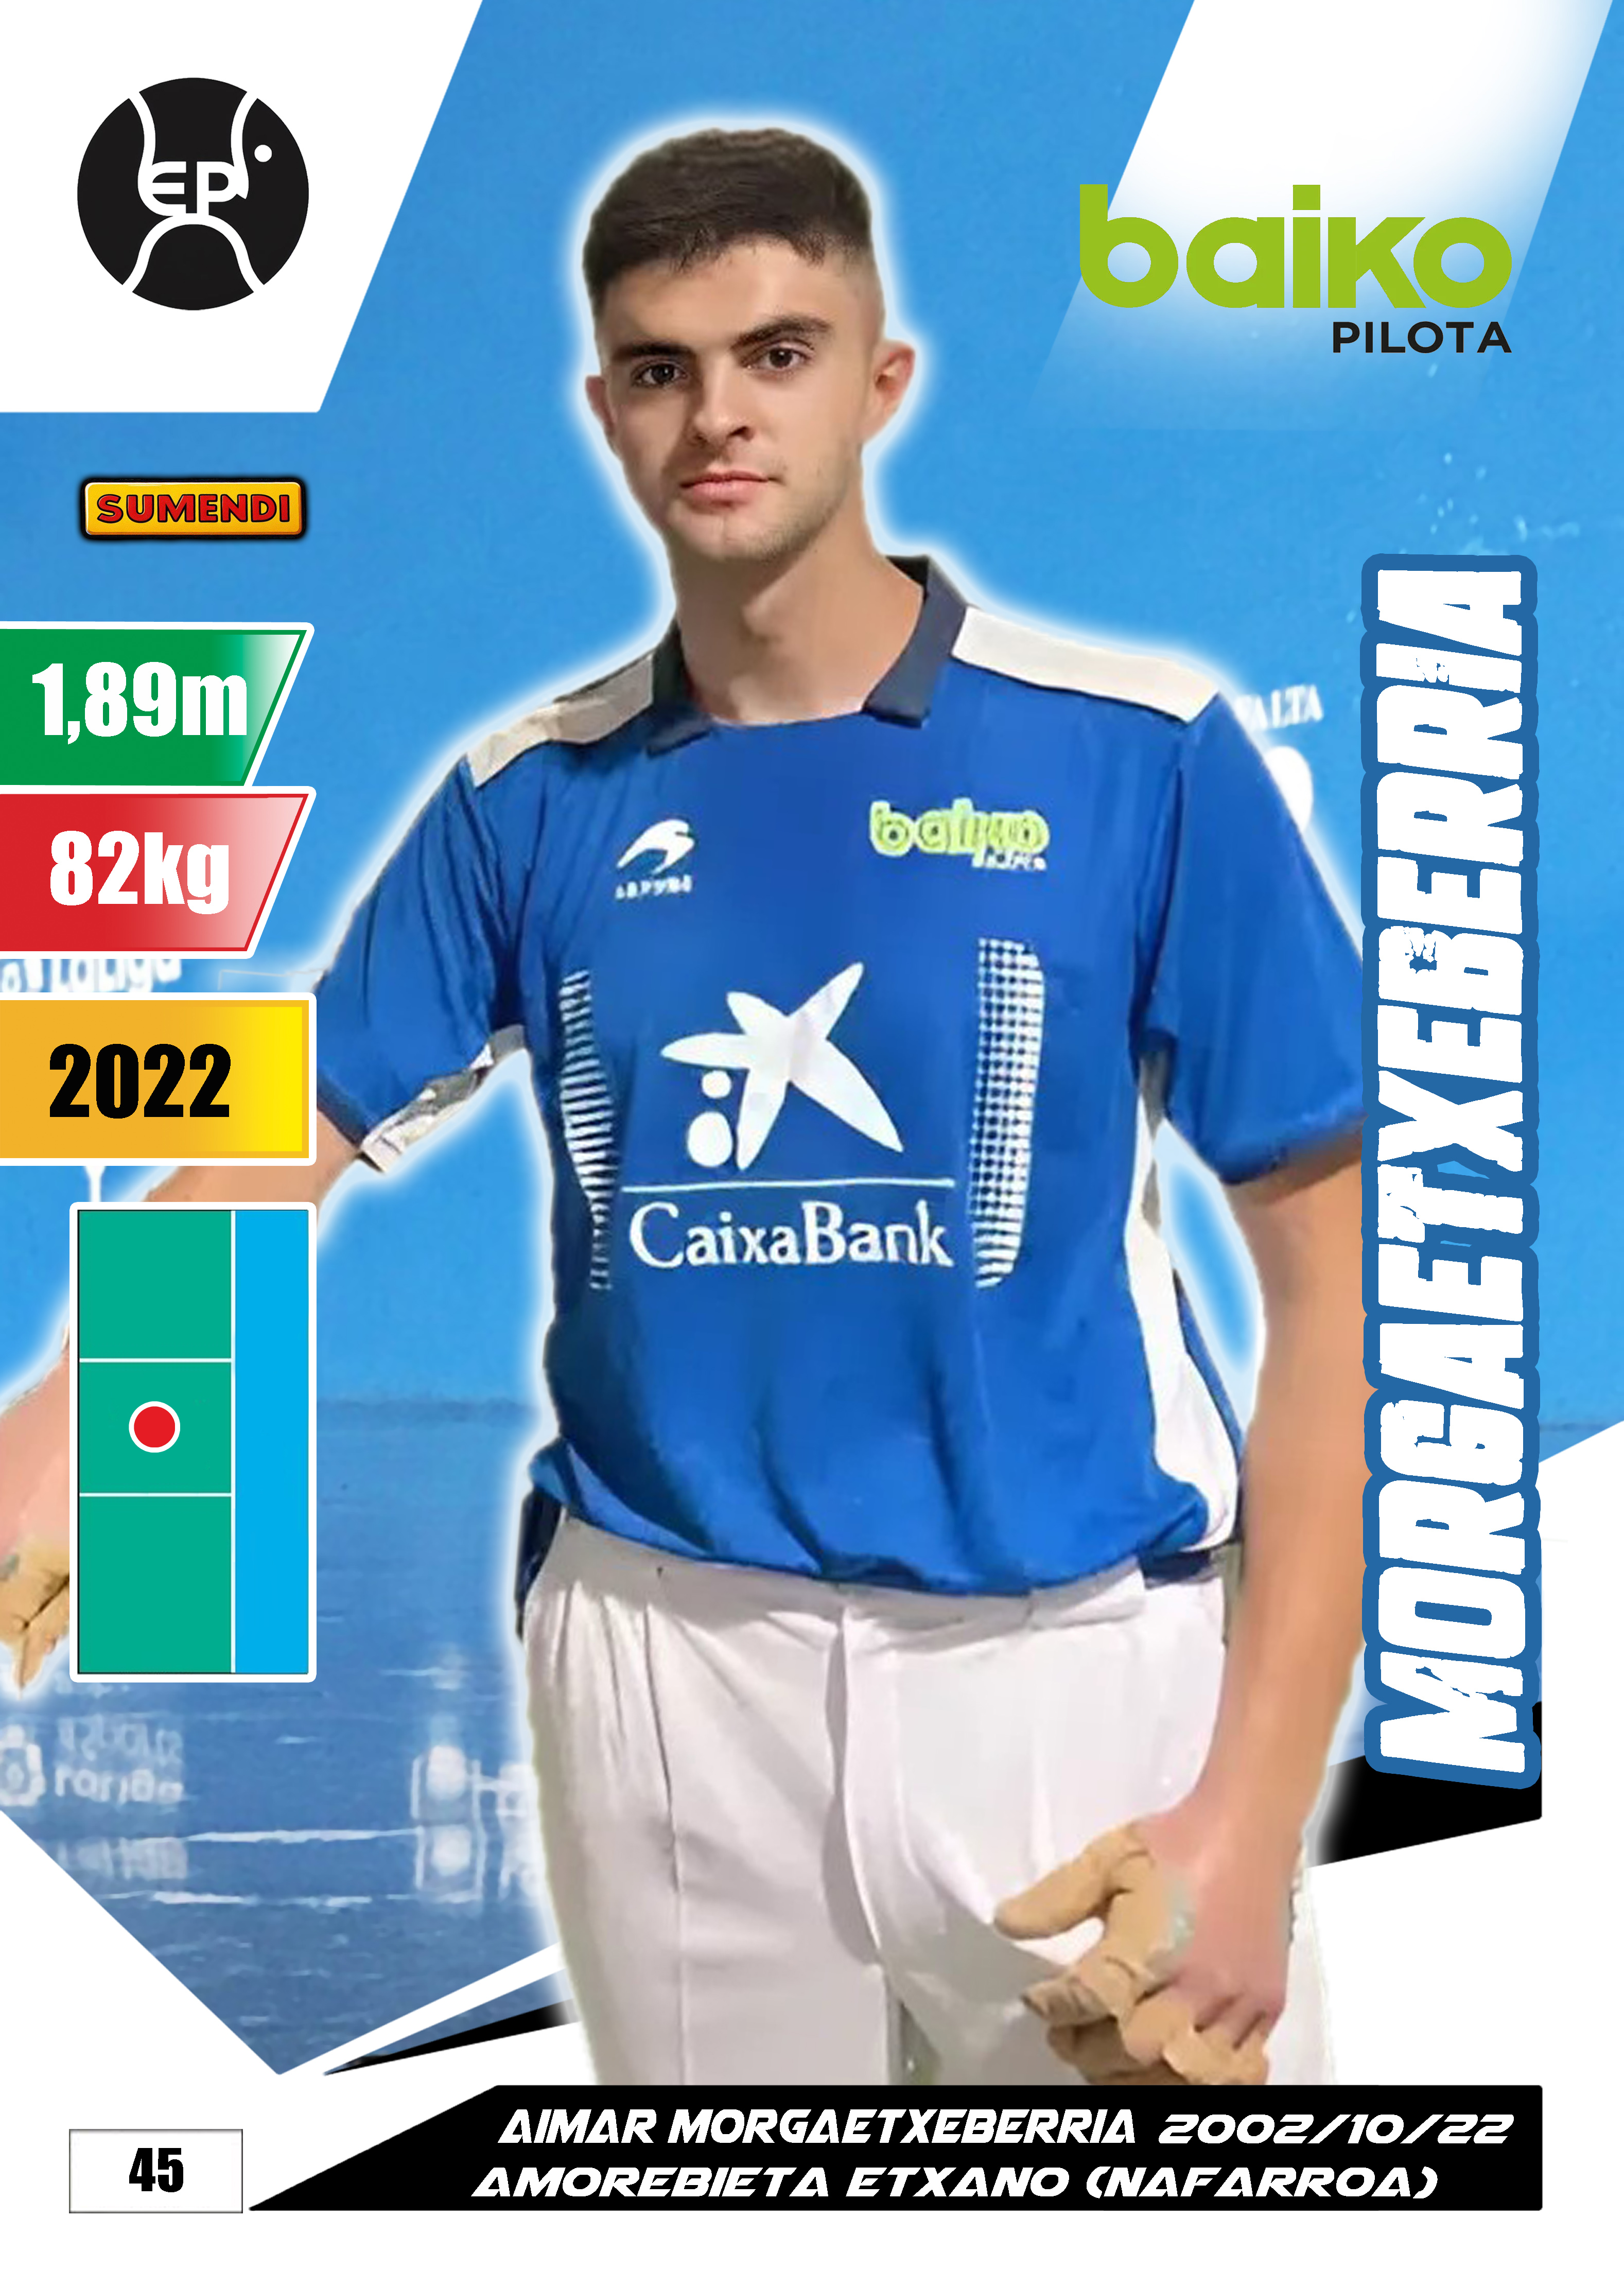 EP
baiko
PILOTA
SUMENDI
1,89m
82kg
2022
baiko
CaixaBank
MORGAETXEBERRIA
45
AIMAR MORGAETXEBERRIA 2002/10/22
AMOREBIETA ETXANO (NAFARROA)